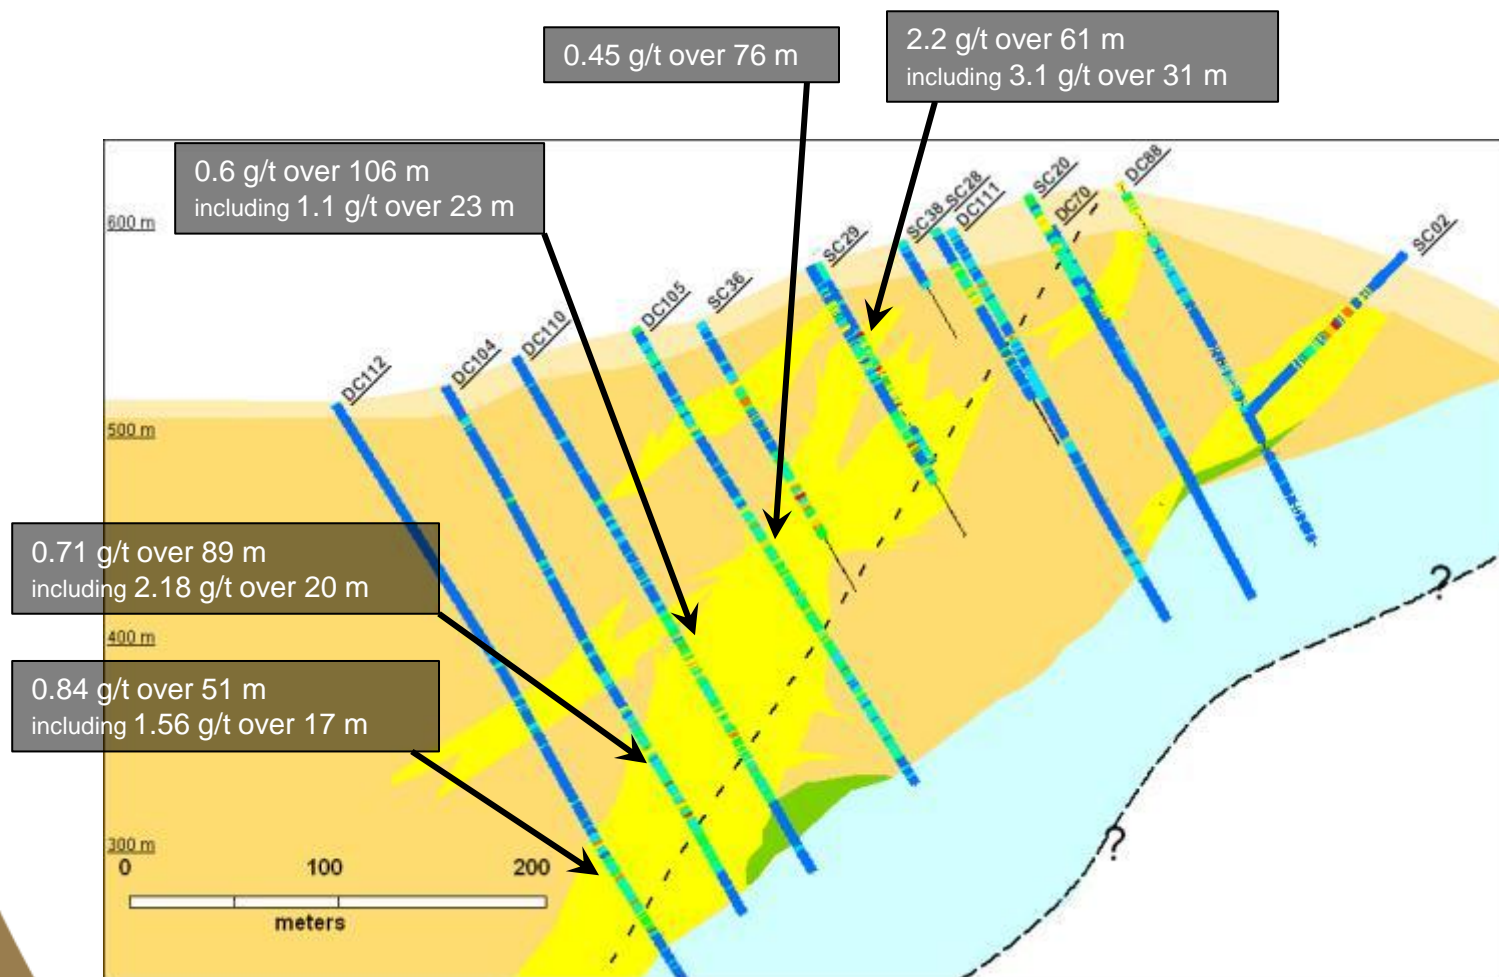 0.45 g/t over 76 m
2.2 g/t over 61 m
including 3.1 g/t over 31 m
0.6 g/t over 106 m
including 1.1 g/t over 23 m
0.71 g/t over 89 m
including 2.18 g/t over 20 m
0.84 g/t over 51 m
including 1.56 g/t over 17 m
600 m
500 m
400 m
300 m
DC112
DC104
DC110
DC105
SC36
SC29
SC38 SC28
DC111
SC20
DC70
DC88
SC02
?
?
0 100 200
meters